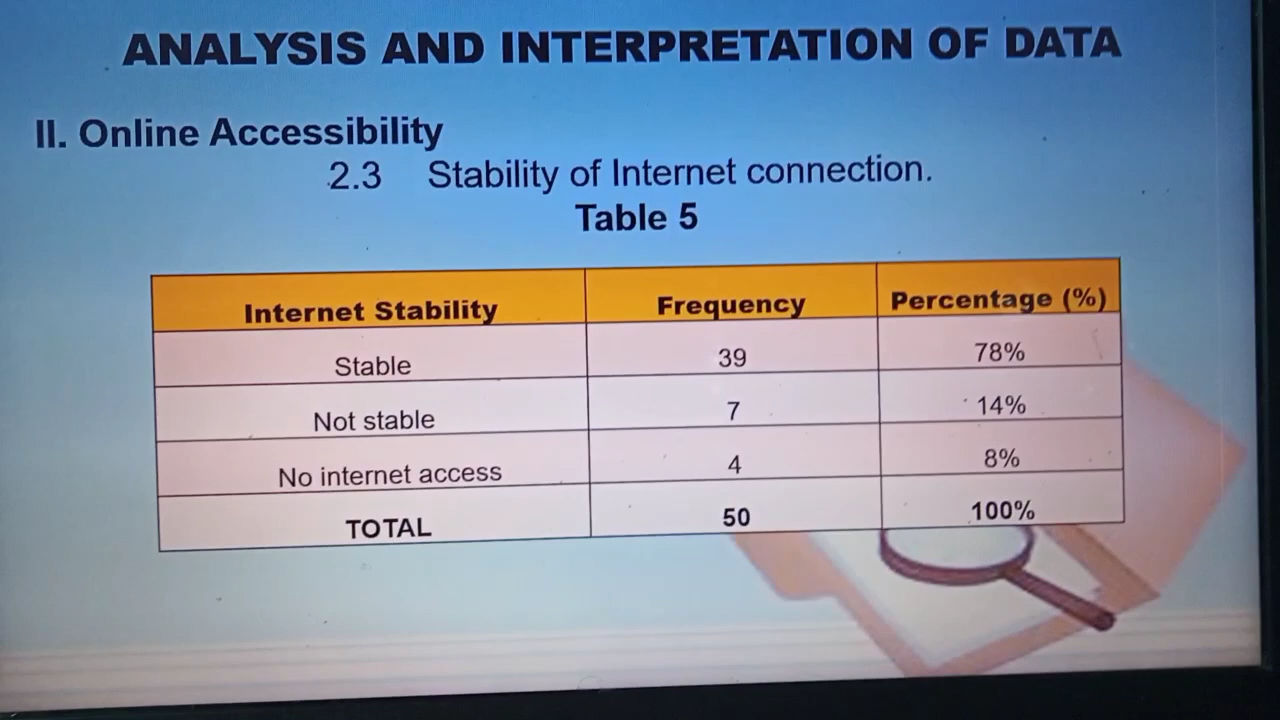 ANALYSIS AND INTERPRETATION OF DATA
II. Online Accessibility
2.3 Stability of Internet connection.
Table 5
Internet Stability Frequency Percentage (%)
Stable 39 78%
Not stable 7 14%
No internet access 4 8%
TOTAL 50 100%